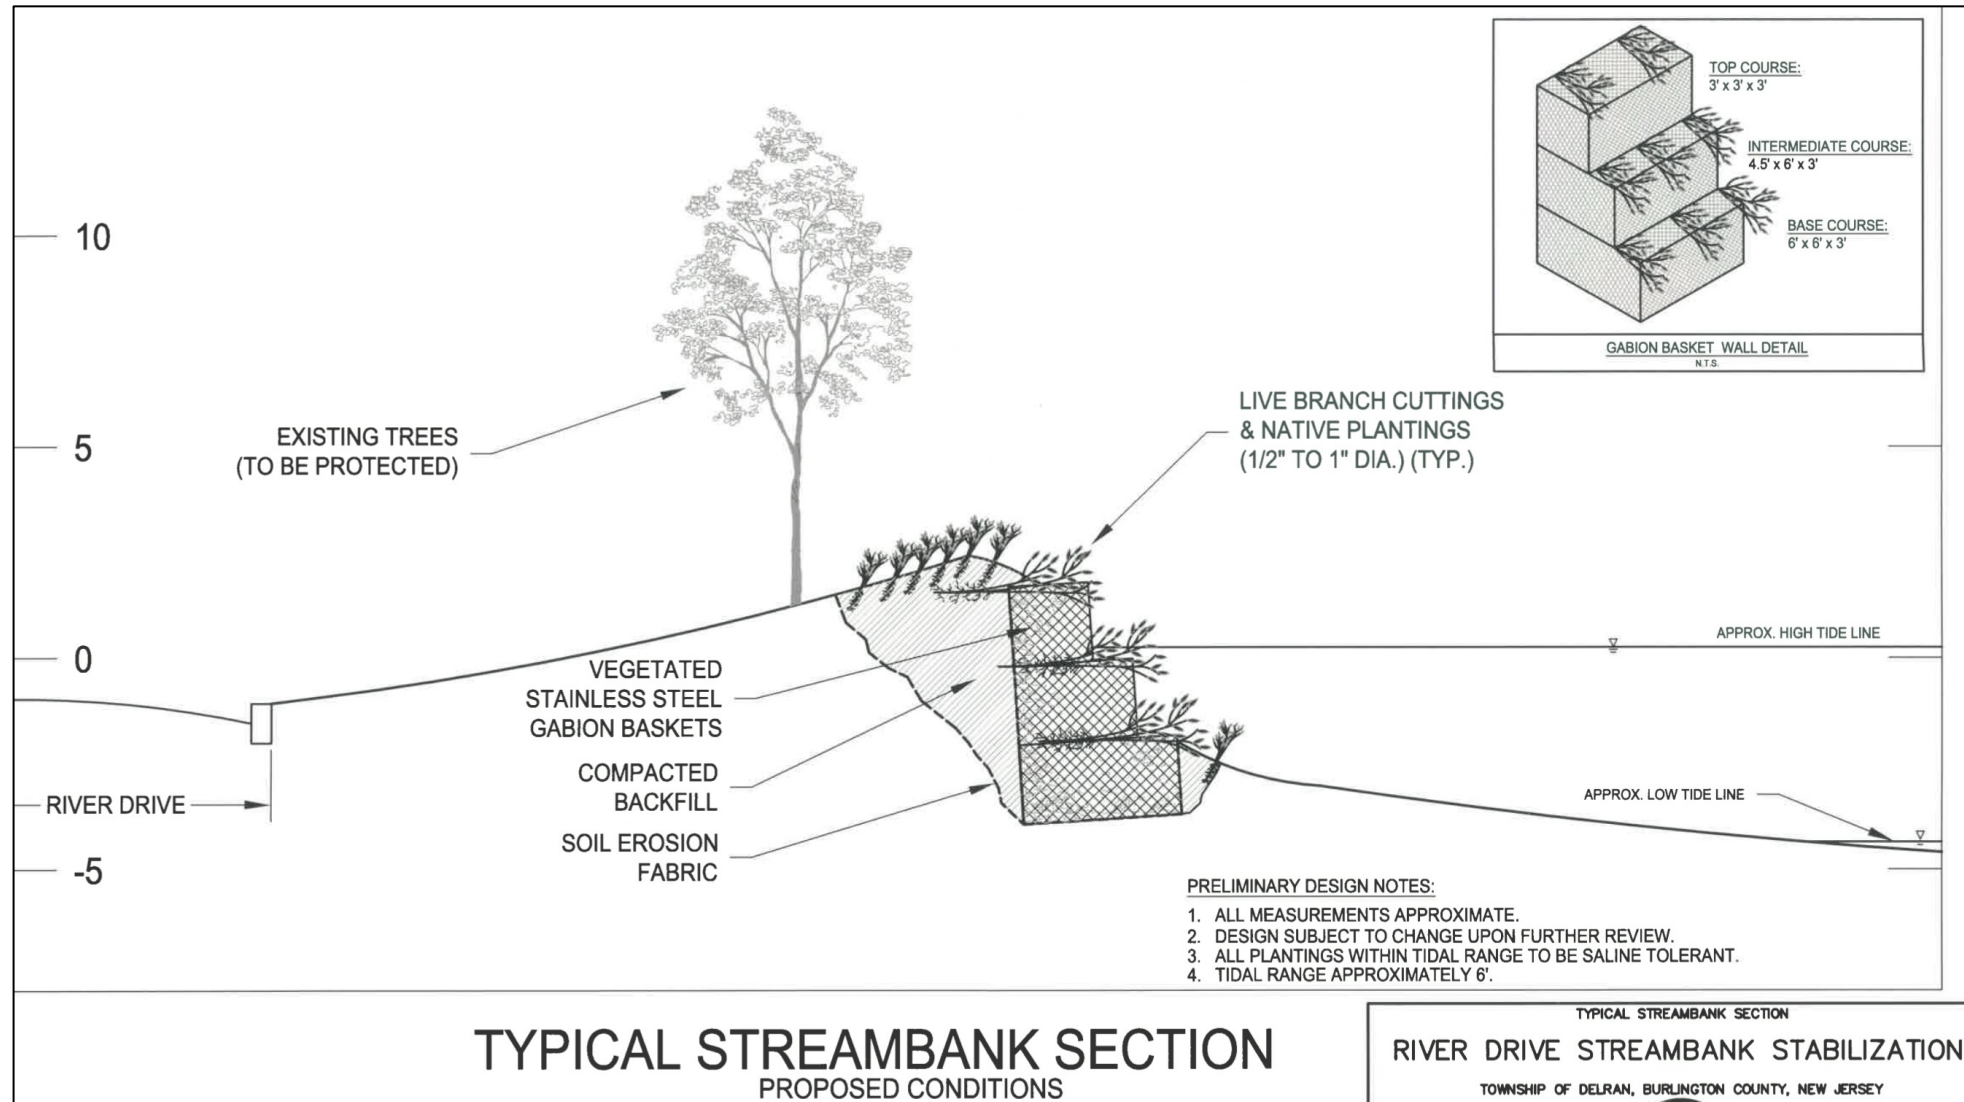 TOP COURSE:
3' x 3' x 3'
INTERMEDIATE COURSE:
4.5' x 6' x 3'
BASE COURSE:
6' x 6' x 3'
GABION BASKET WALL DETAIL
N.T.S.
10
5
0
-5
EXISTING TREES
(TO BE PROTECTED)
LIVE BRANCH CUTTINGS
& NATIVE PLANTINGS
(1/2" TO 1" DIA.) (TYP.)
APPROX. HIGH TIDE LINE
VEGETATED
STAINLESS STEEL
GABION BASKETS
COMPACTED
BACKFILL
SOIL EROSION
FABRIC
RIVER DRIVE
APPROX. LOW TIDE LINE
PRELIMINARY DESIGN NOTES:
1. ALL MEASUREMENTS APPROXIMATE.
2. DESIGN SUBJECT TO CHANGE UPON FURTHER REVIEW.
3. ALL PLANTINGS WITHIN TIDAL RANGE TO BE SALINE TOLERANT.
4. TIDAL RANGE APPROXIMATELY 6'.
TYPICAL STREAMBANK SECTION
PROPOSED CONDITIONS
TYPICAL STREAMBANK SECTION
RIVER DRIVE STREAMBANK STABILIZATION
TOWNSHIP OF DELRAN, BURLINGTON COUNTY, NEW JERSEY